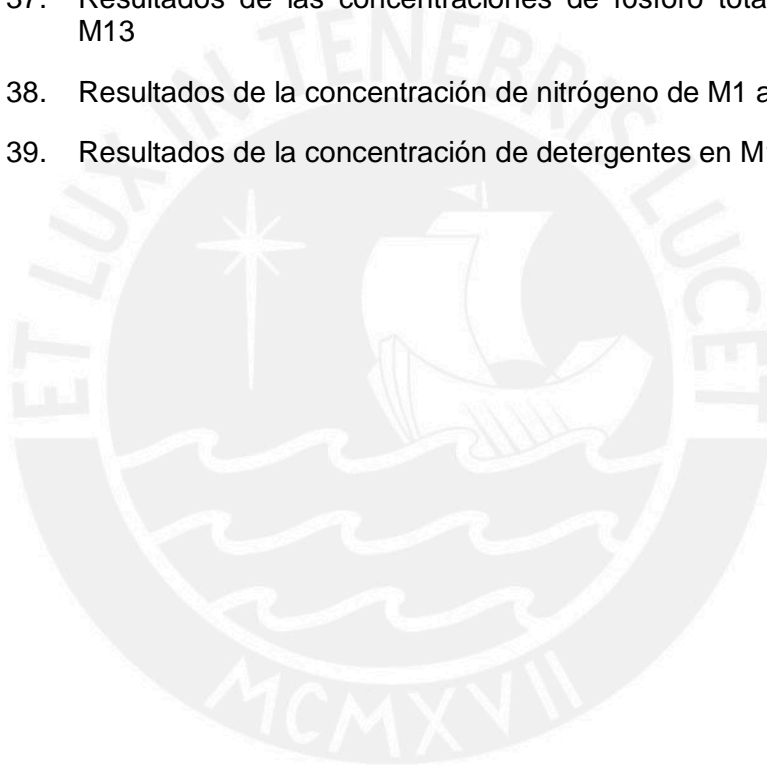 37. Resultados de las concentraciones de fósforo
M13
38. Resultados de la concentración de nitrógeno de M1
39. Resultados de la concentración de detergentes en
ET LUX IN TENEBRIS LUCET
MCMXVII